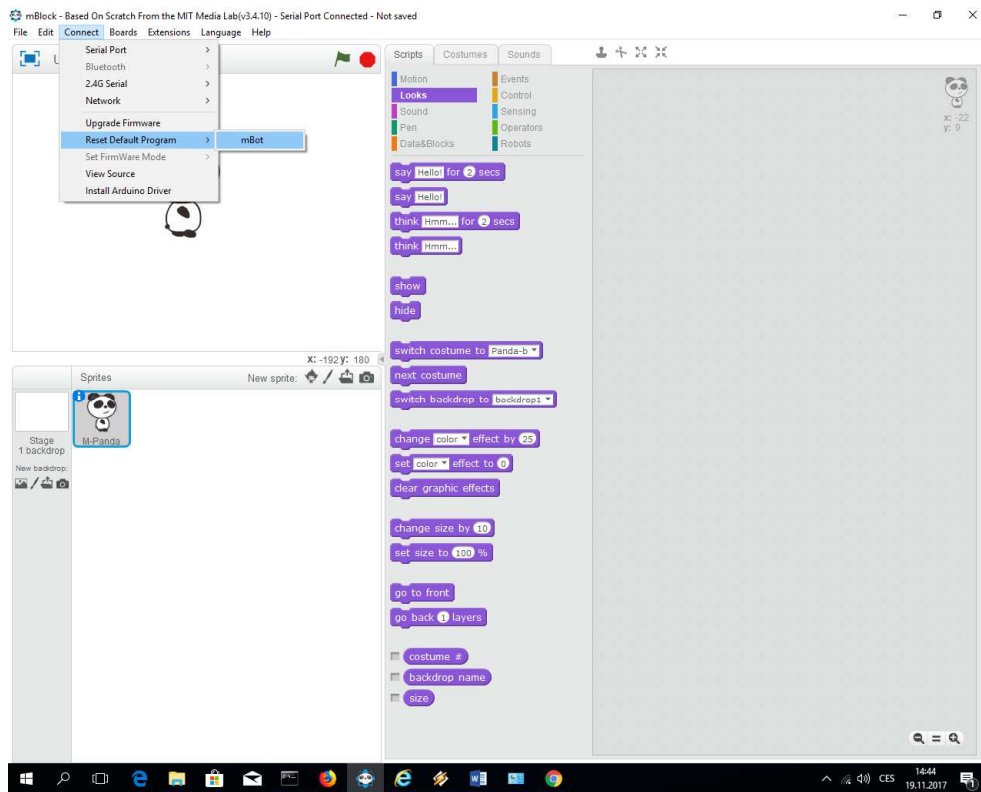 mBlock - Based On Scratch From the MIT Media Lab(v3.4.10) - Serial Port Connected - Not saved
File Edit Connect Boards Extensions Language Help
Serial Port
Bluetooth
2.4G Serial
Network
Upgrade Firmware
Reset Default Program mBot
Set FirmWare Mode
View Source
Install Arduino Driver
X: -192 Y: 180
Sprites New sprite:
Stage
1 backdrop
New backdrop:
M-Panda
Scripts Costumes Sounds
Motion Events
Looks Control
Sound Sensing
Pen Operators
Data&Blocks Robots
say Hello! for 2 secs
say Hello!
think Hmm... for 2 secs
think Hmm...
show
hide
switch costume to Panda-b
next costume
switch backdrop to backdrop1
change color effect by 25
set color effect to 0
clear graphic effects
change size by 10
set size to 100 %
go to front
go back 1 layers
costume #
backdrop name
size
x: -22
y: 9
CES 14:44
19.11.2017
1